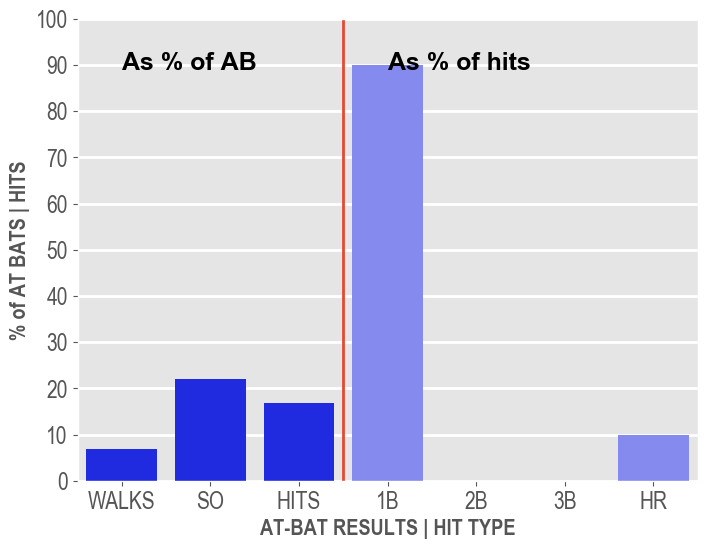 As % of AB
As % of hits
100
90
80
70
60
50
40
30
20
10
0
% of AT BATS | HITS
WALKS SO HITS 1B 2B 3B HR
AT-BAT RESULTS | HIT TYPE